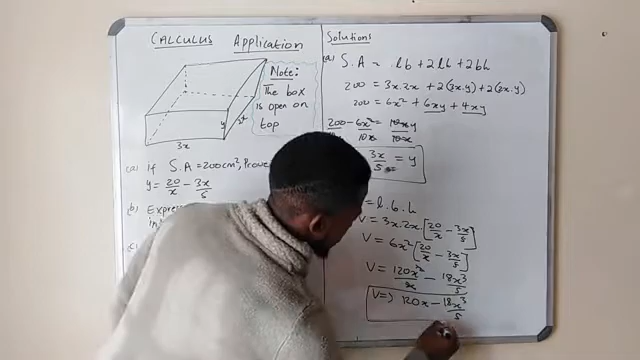 CALCULUS Application
Note:
The box
is open on
top
y
2x
3x
(a) If S.A = 200cm², Prove
y = 20/x - 3x/5
(b) Express
(c)
Solutions
(a) S.A = lb + 2lh + 2bh
200 = 3x.2x + 2(3x.y) + 2(2x.y)
200 = 6x² + 6xy + 4xy
200 - 6x² = 10xy
10x 10x
3x/5 = y
= l.b.h
V = 3x.2x.[20/x - 3x/5]
V = 6x²[20/x - 3x/5]
V = 120x²/x - 18x³/5
V => 120x - 18x³/5